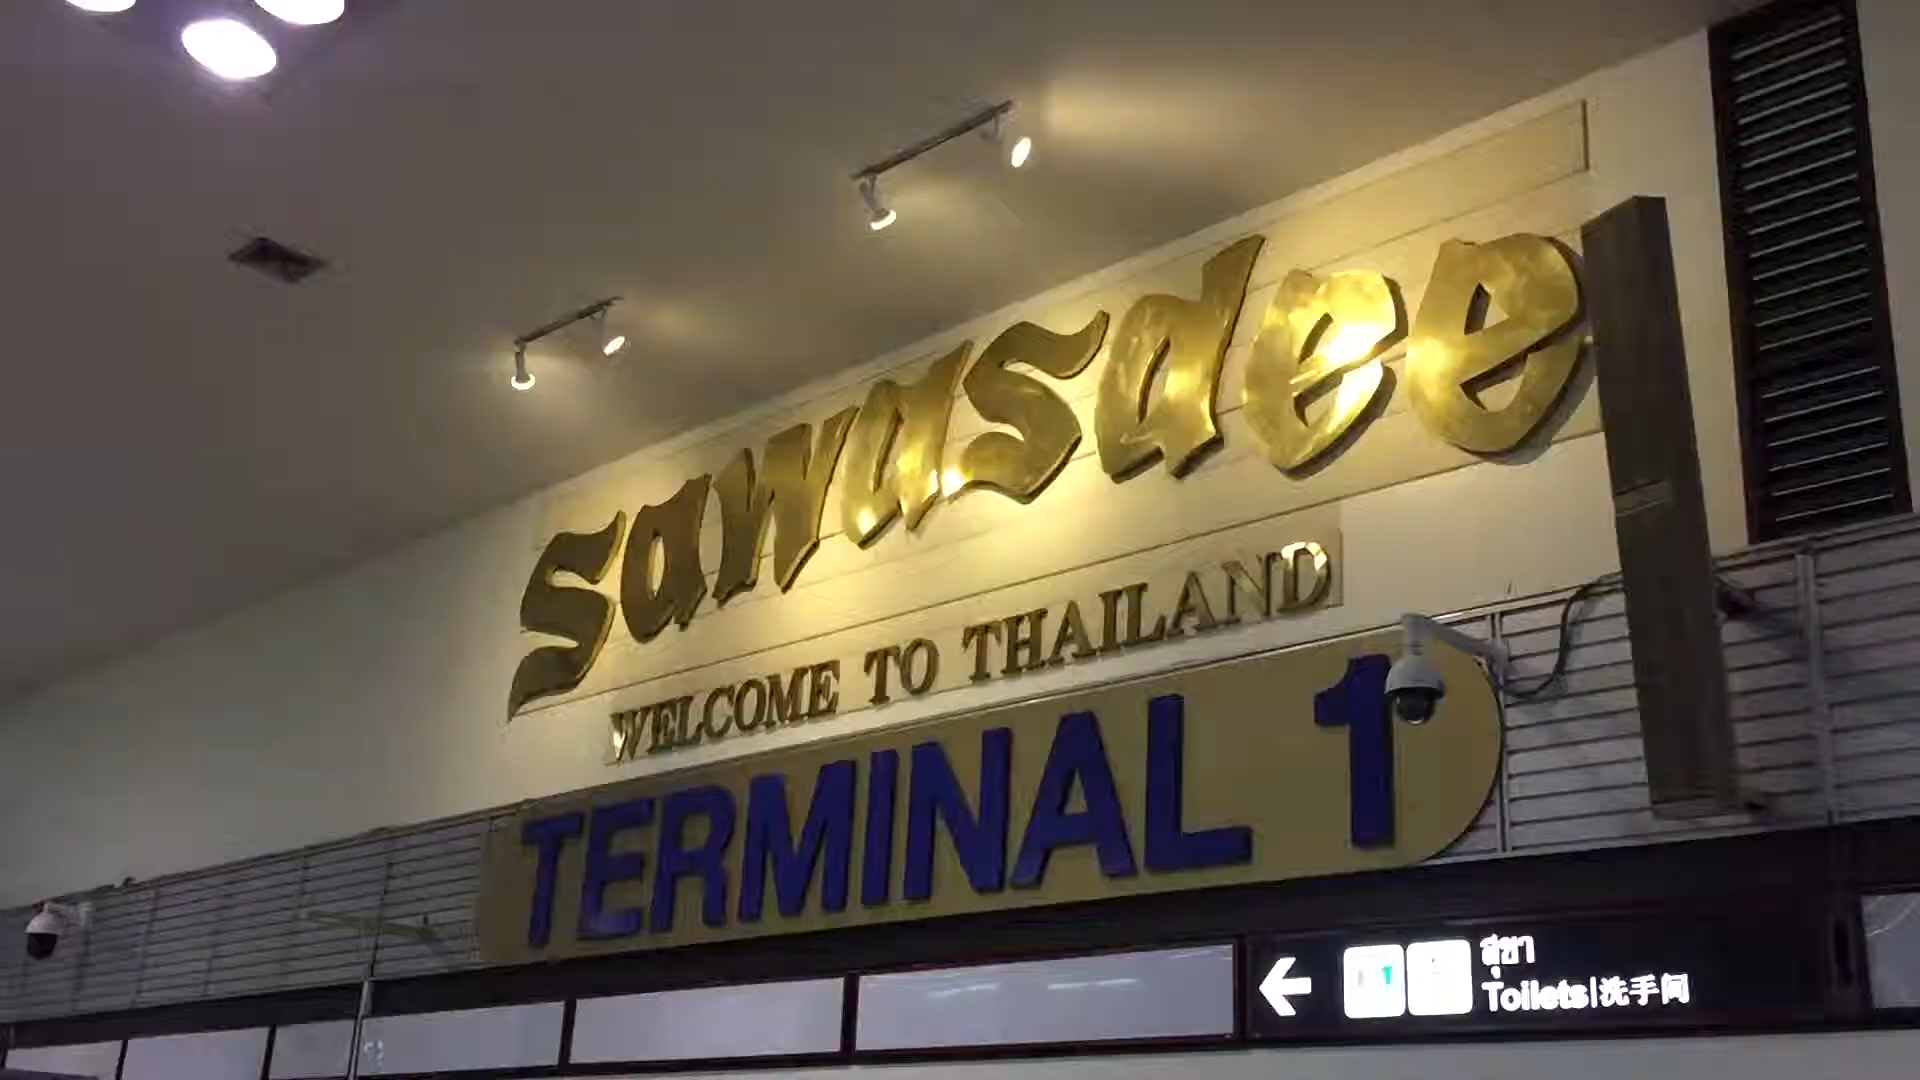 sawasdee
WELCOME TO THAILAND
TERMINAL 1
สุขา
Toilets|洗手间